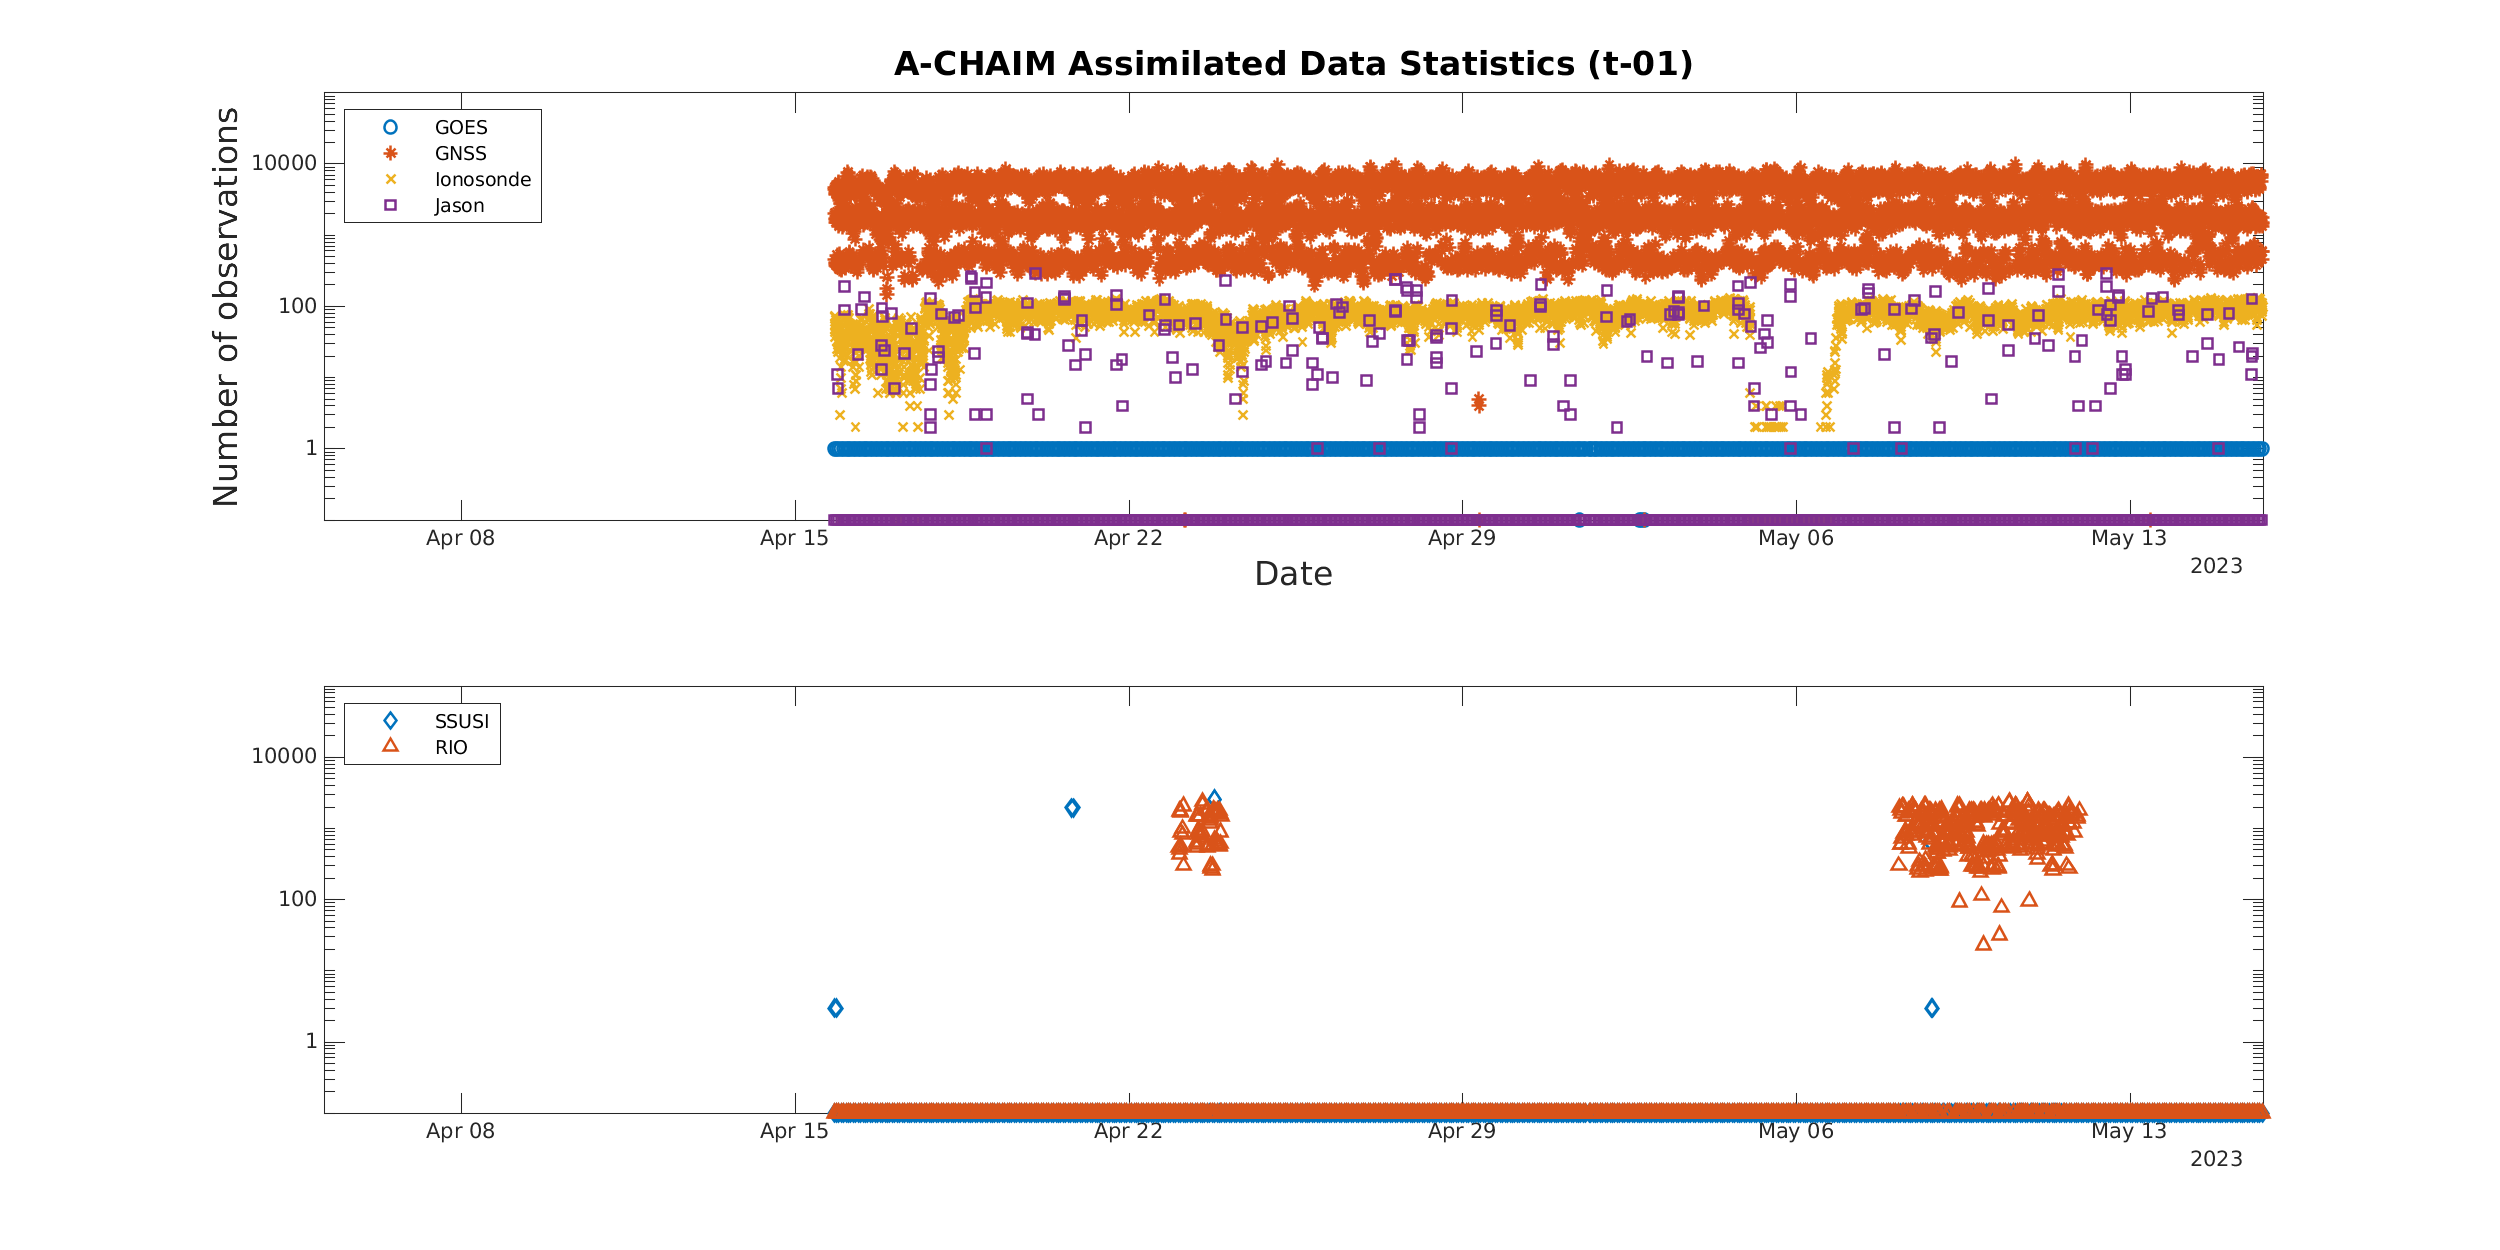 A-CHAIM Assimilated Data Statistics (t-01)
Number of observations
GOES
GNSS
Ionosonde
Jason
10000
100
1
Apr 08
Apr 15
Apr 22
Apr 29
May 06
May 13
2023
Date
SSUSI
RIO
10000
100
1
Apr 08
Apr 15
Apr 22
Apr 29
May 06
May 13
2023